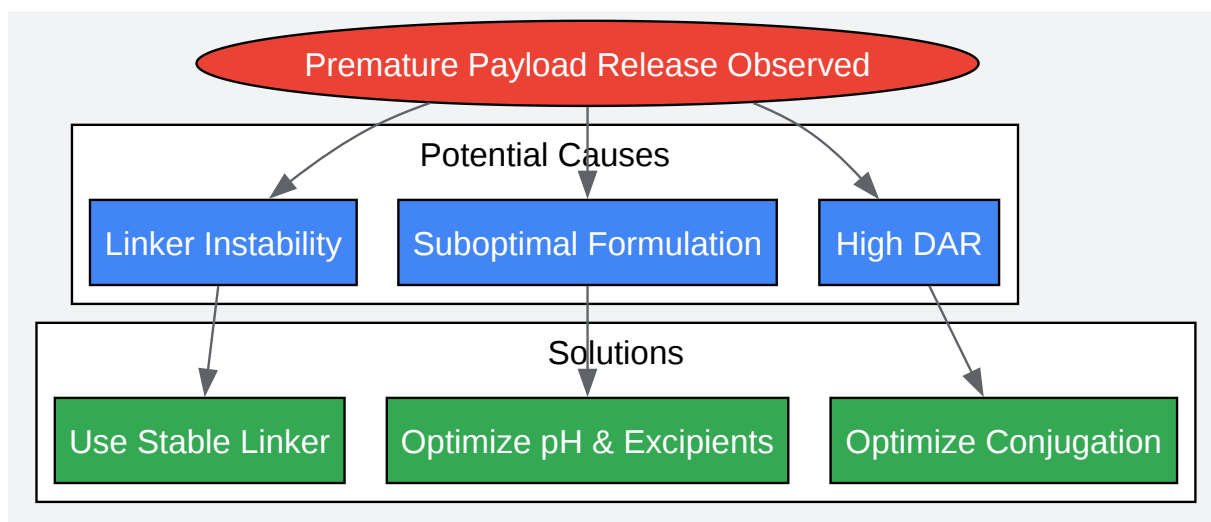 Premature Payload Release Observed
Potential Causes
Linker Instability
Suboptimal Formulation
High DAR
Solutions
Use Stable Linker
Optimize pH & Excipients
Optimize Conjugation